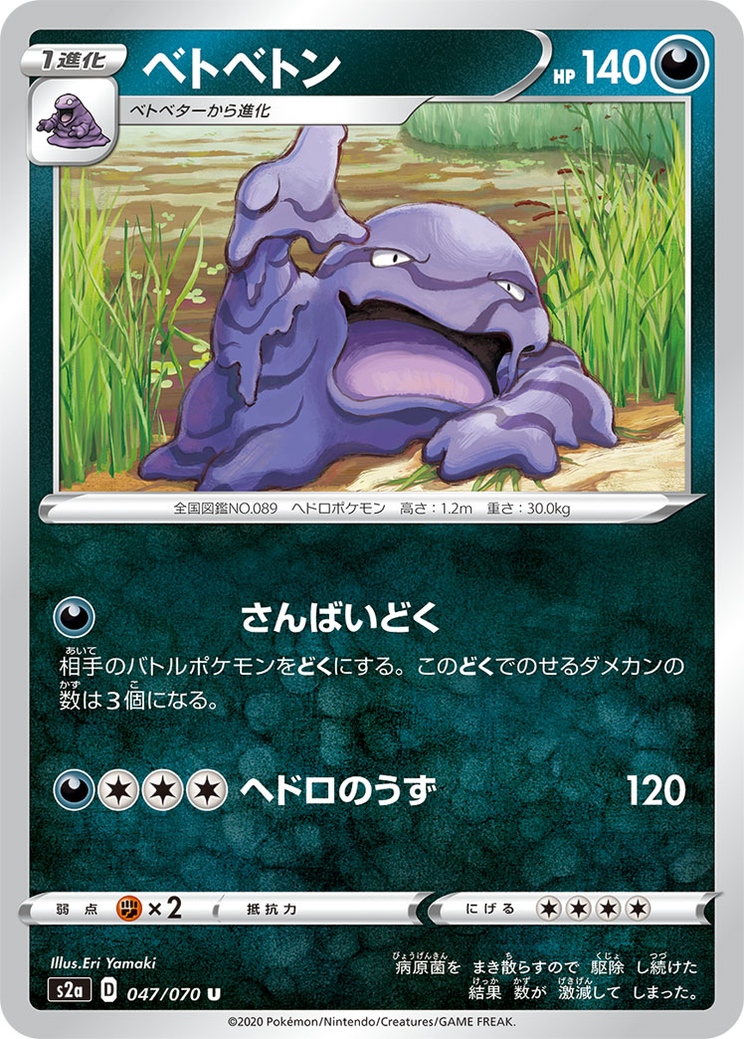 1進化
ベトベトン
HP 140
ベトベターから進化
全国図鑑NO.089 ヘドロポケモン 高さ：1.2m 重さ：30.0kg
さんばいどく
相手のバトルポケモンをどくにする。このどくでのせるダメカンの
数は3個になる。
ヘドロのうず 120
弱点 ×2 抵抗力 にげる
Illus.Eri Yamaki
病原菌を まき散らすので 駆除 し続けた
結果 数が 激減して しまった。
s2a D 047/070 U
©2020 Pokémon/Nintendo/Creatures/GAME FREAK.